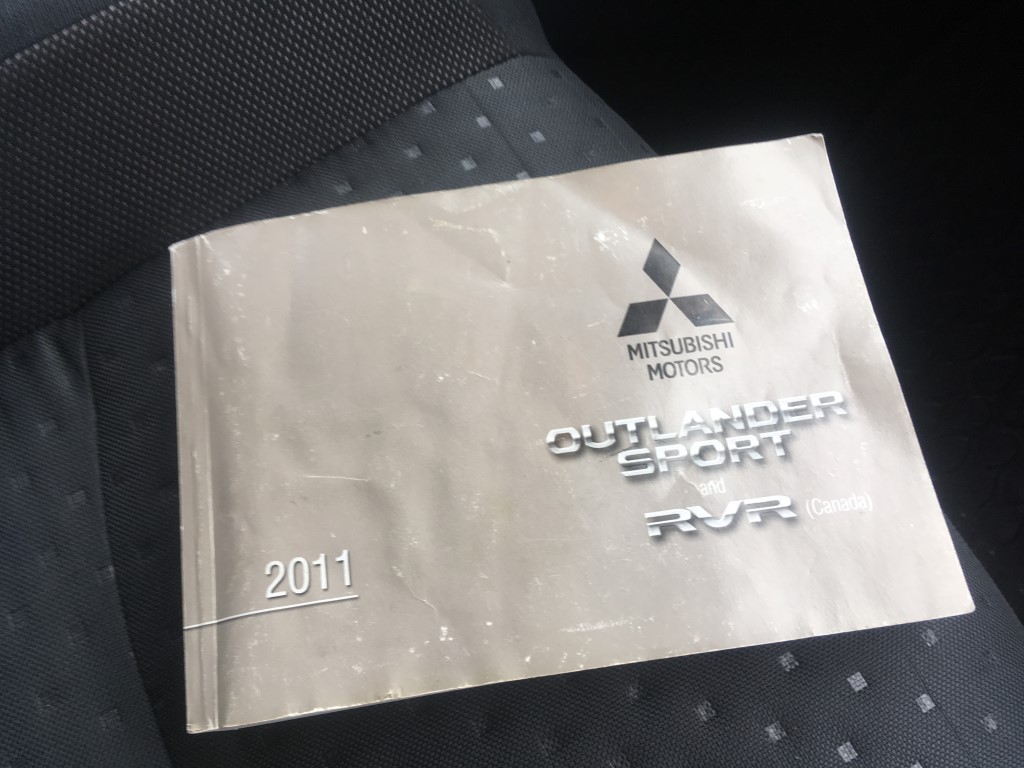 MITSUBISHI
MOTORS
OUTLANDER
SPORT
and
RVR (Canada)
2011